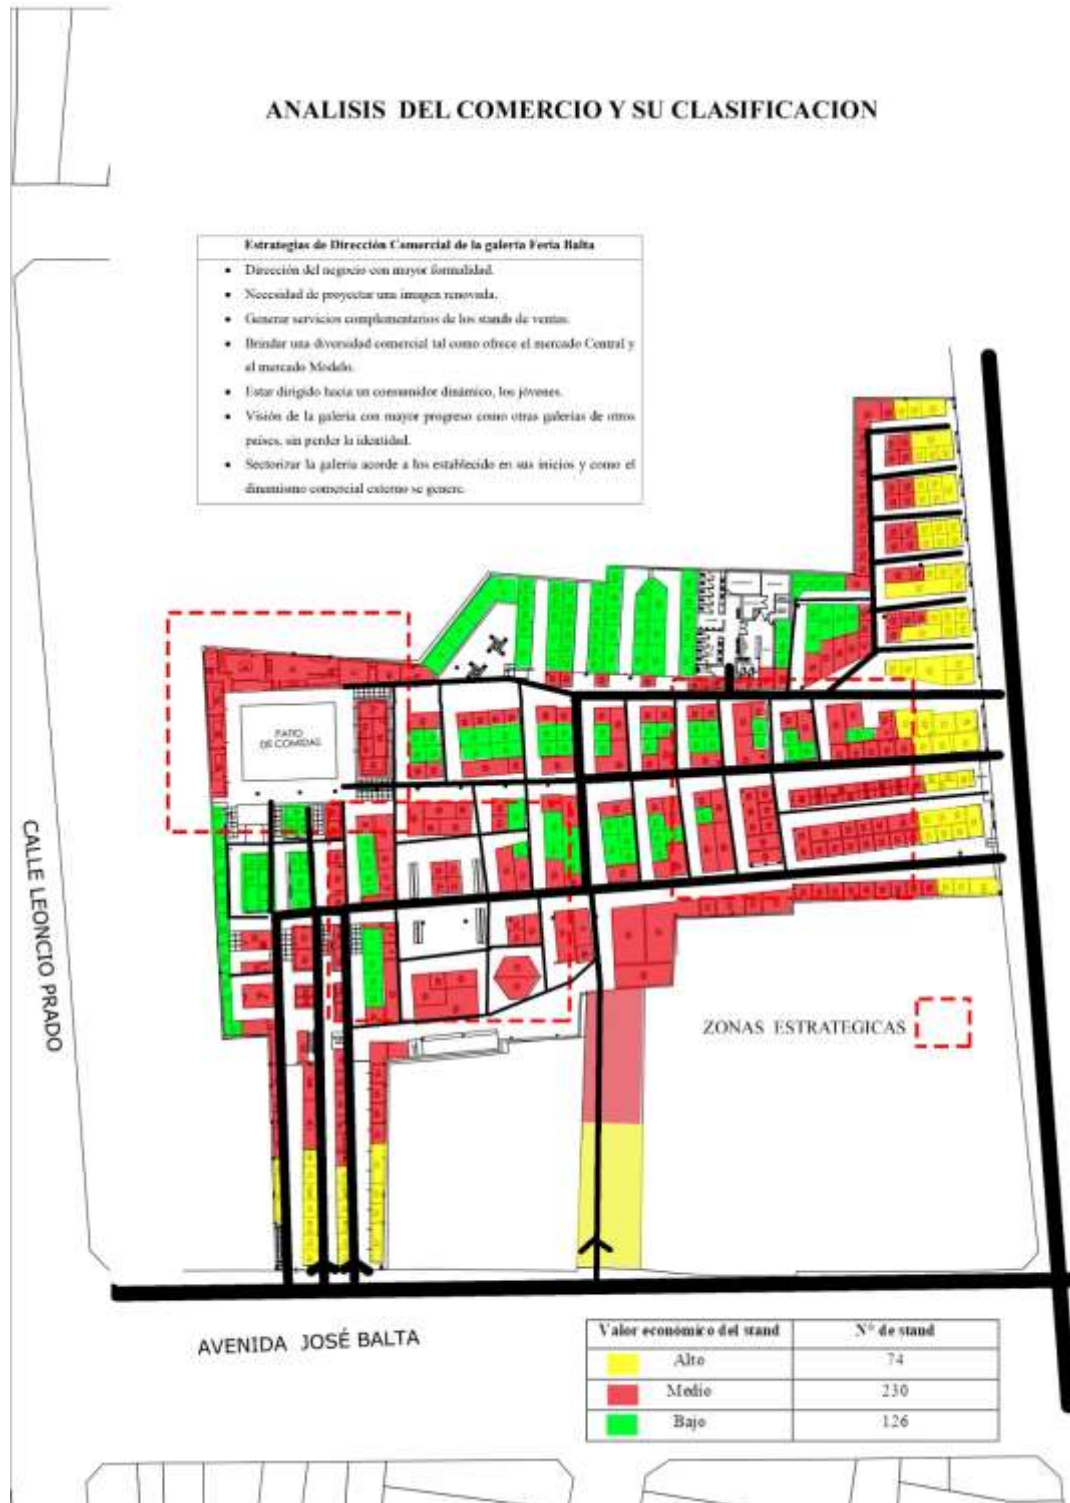 ANALISIS DEL COMERCIO Y SU CLASIFICACION
Estrategias de Dirección Comercial de la galería Feria Balta
• Dirección del negocio con mayor formalidad.
• Necesidad de proyectar una imagen renovada.
• Generar servicios complementarios de los stands de ventas.
• Brindar una diversidad comercial tal como ofrece el mercado Central y
el mercado Modelo.
• Estar dirigido hacia un consumidor dinámico, los jóvenes.
• Visión de la galería con mayor progreso como otras galerías de otros
países, sin perder la identidad.
• Sectorizar la galería acorde a los establecido en sus inicios y como el
dinamismo comercial externo se genere.
PATIO
DE COMIDAS
CALLE LEONCIO PRADO
ZONAS ESTRATEGICAS
AVENIDA JOSÉ BALTA
Valor económico del stand N° de stand
Alto 74
Medio 230
Bajo 126